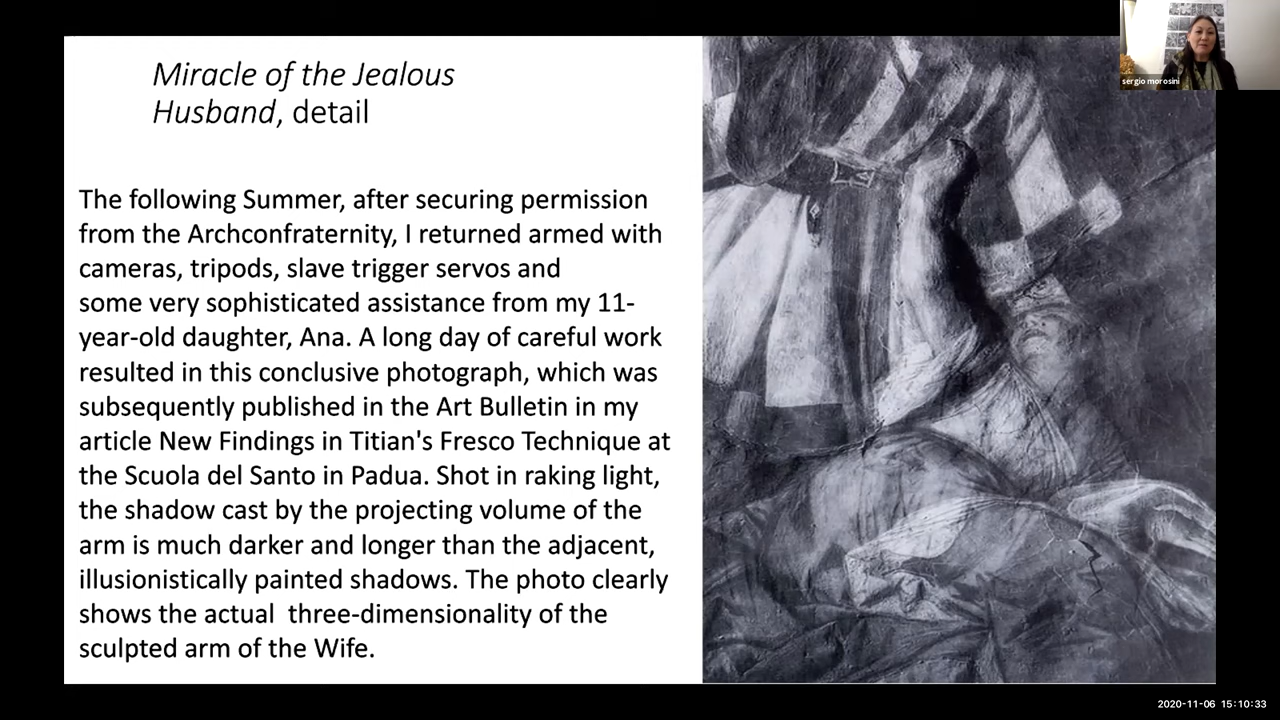 Miracle of the Jealous
Husband, detail
The following Summer, after securing permission
from the Archconfraternity, I returned armed with
cameras, tripods, slave trigger servos and
some very sophisticated assistance from my 11-
year-old daughter, Ana. A long day of careful work
resulted in this conclusive photograph, which was
subsequently published in the Art Bulletin in my
article New Findings in Titian's Fresco Technique at
the Scuola del Santo in Padua. Shot in raking light,
the shadow cast by the projecting volume of the
arm is much darker and longer than the adjacent,
illusionistically painted shadows. The photo clearly
shows the actual  three-dimensionality of the
sculpted arm of the Wife.
sergio morosini
2020-11-06 15:10:33